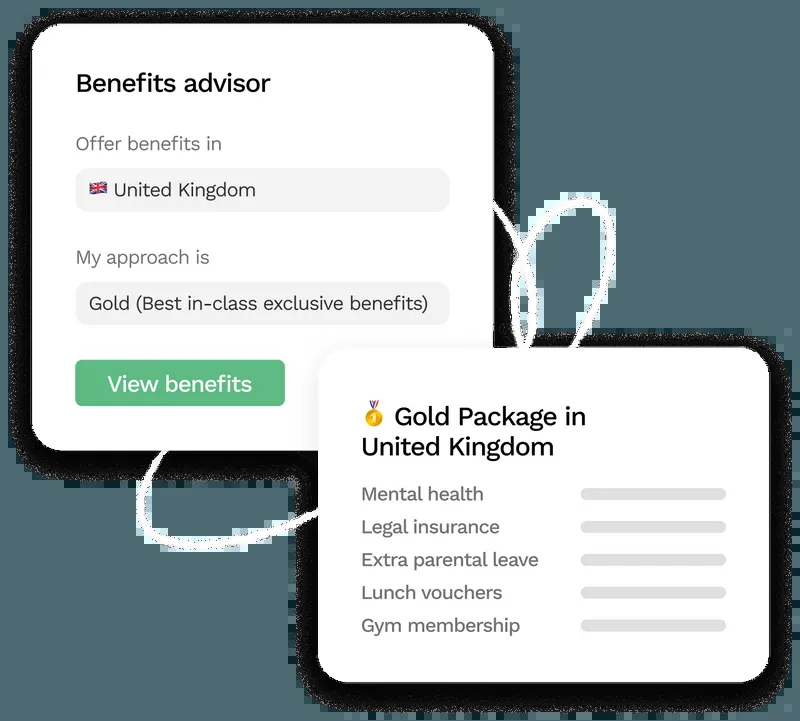 Benefits advisor
Offer benefits in
🇬🇧 United Kingdom
My approach is
Gold (Best in-class exclusive benefits)
View benefits
🏅 Gold Package in
United Kingdom
Mental health
Legal insurance
Extra parental leave
Lunch vouchers
Gym membership